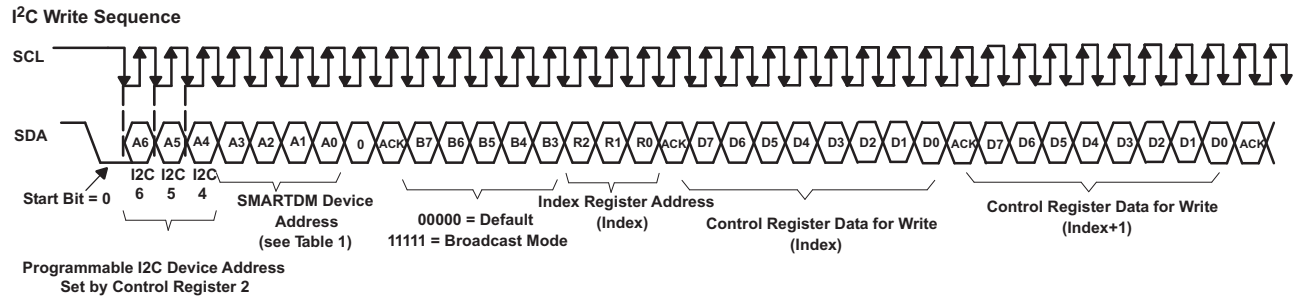 I²C Write Sequence
SCL
SDA
A6 A5 A4 A3 A2 A1 A0 0 ACK B7 B6 B5 B4 B3 R2 R1 R0 ACK D7 D6 D5 D4 D3 D2 D1 D0 ACK D7 D6 D5 D4 D3 D2 D1 D0 ACK
Start Bit = 0
I2C I2C I2C
6 5 4
SMARTDM Device
Address
(see Table 1)
00000 = Default
11111 = Broadcast Mode
Index Register Address
(Index)
Control Register Data for Write
(Index)
Control Register Data for Write
(Index+1)
Programmable I2C Device Address
Set by Control Register 2